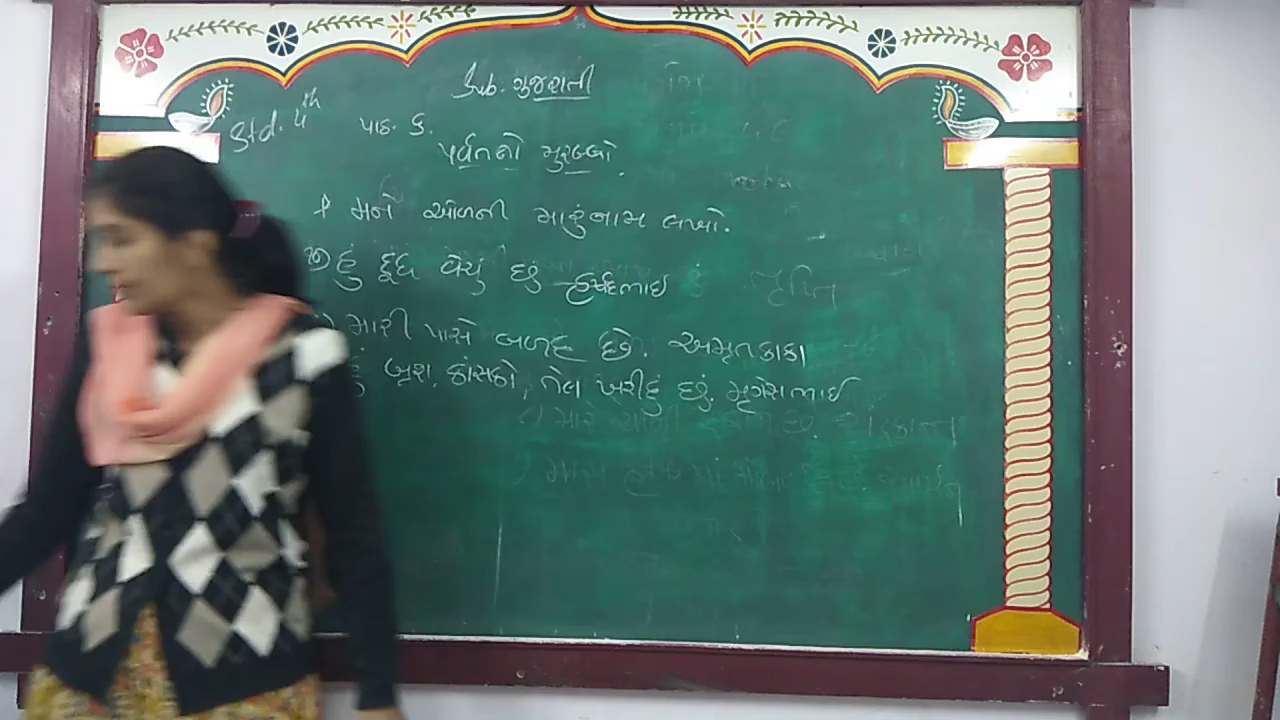 Sub. ગુજરાતી
Std. 4th
પાઠ. ૬.
પર્વતનો મુરબ્બો.
* મને ઓળખી મારું નામ લખો.
૧) હું દૂધ વેચું છું હર્ષદભાઈ
મારી પાસે બળદ છે. અમૃતકાકા
હું બ્રશ, કાંસકો, તેલ ખરીદું છું. મૃગેશભાઈ